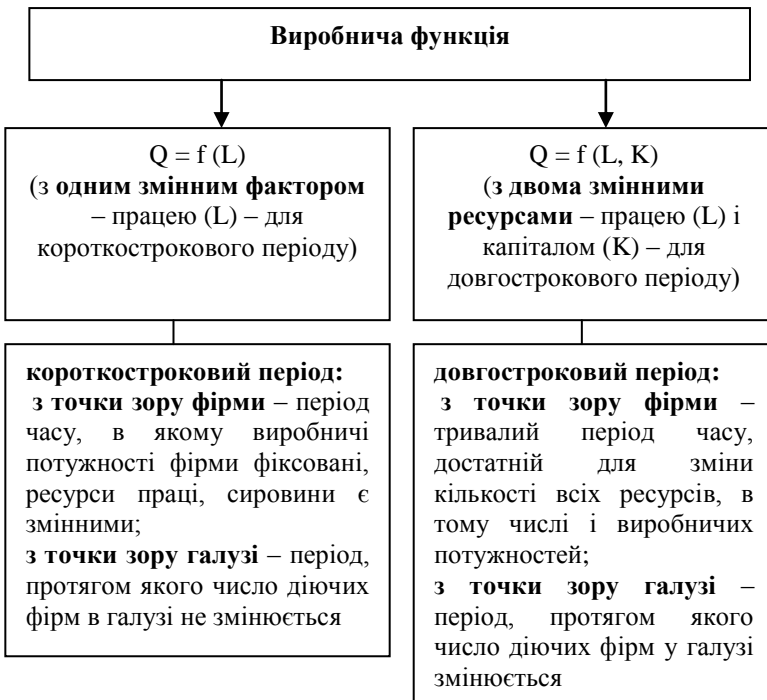 Виробнича функція
Q = f (L)
(з одним змінним фактором
– працею (L) – для
короткострокового періоду)
Q = f (L, K)
(з двома змінними
ресурсами – працею (L) і
капіталом (K) – для
довгострокового періоду)
короткостроковий період:
з точки зору фірми – період
часу, в якому виробничі
потужності фірми фіксовані,
ресурси праці, сировини є
змінними;
з точки зору галузі – період,
протягом якого число діючих
фірм в галузі не змінюється
довгостроковий період:
з точки зору фірми –
тривалий період часу,
достатній для зміни
кількості всіх ресурсів, в
тому числі і виробничих
потужностей;
з точки зору галузі –
період, протягом якого
число діючих фірм у галузі
змінюється